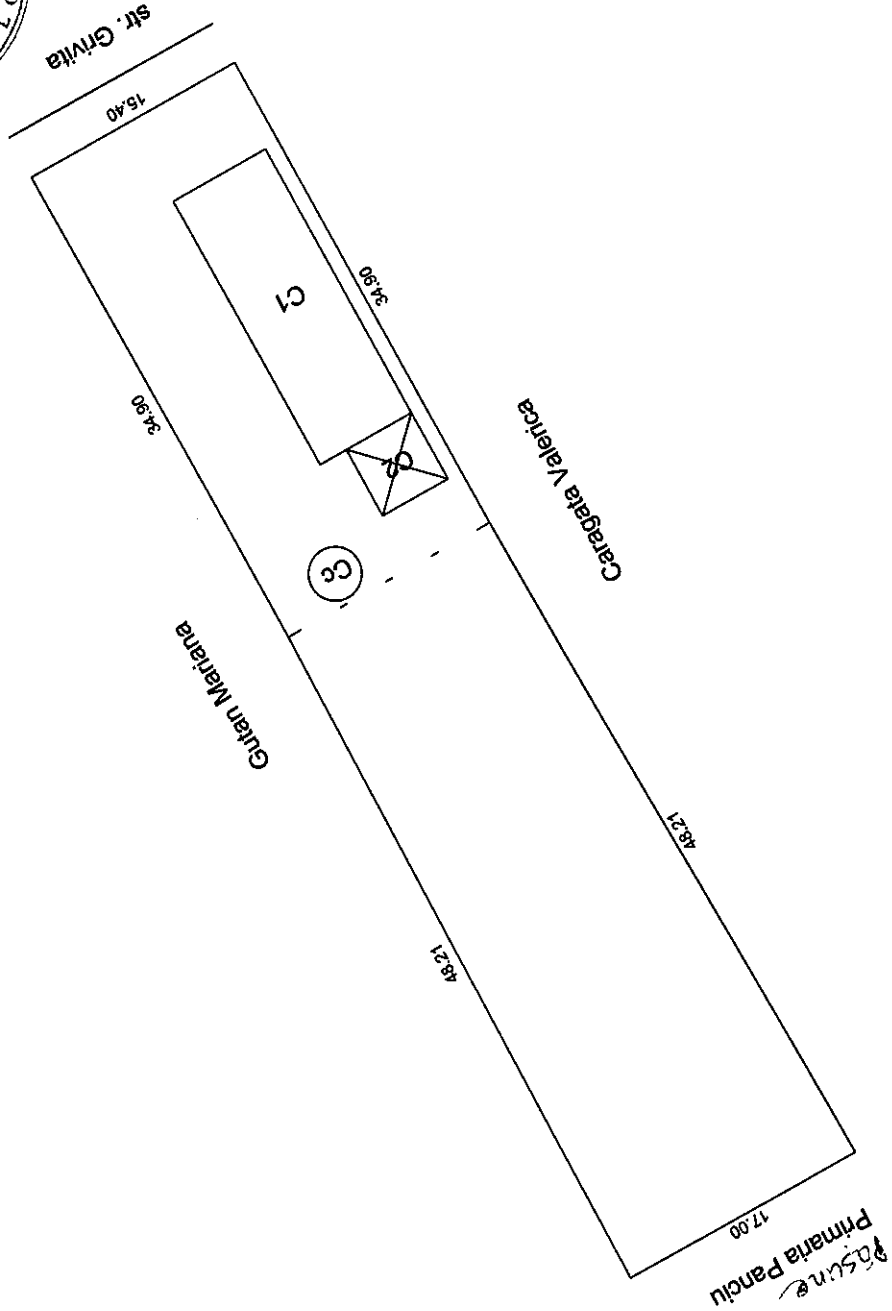 str. Grivita
15.40
C1
34.90
34.90
C2
C3
Caragata Valerica
Gutan Mariana
48.21
48.21
17.00
Primaria Panciu
Pășune